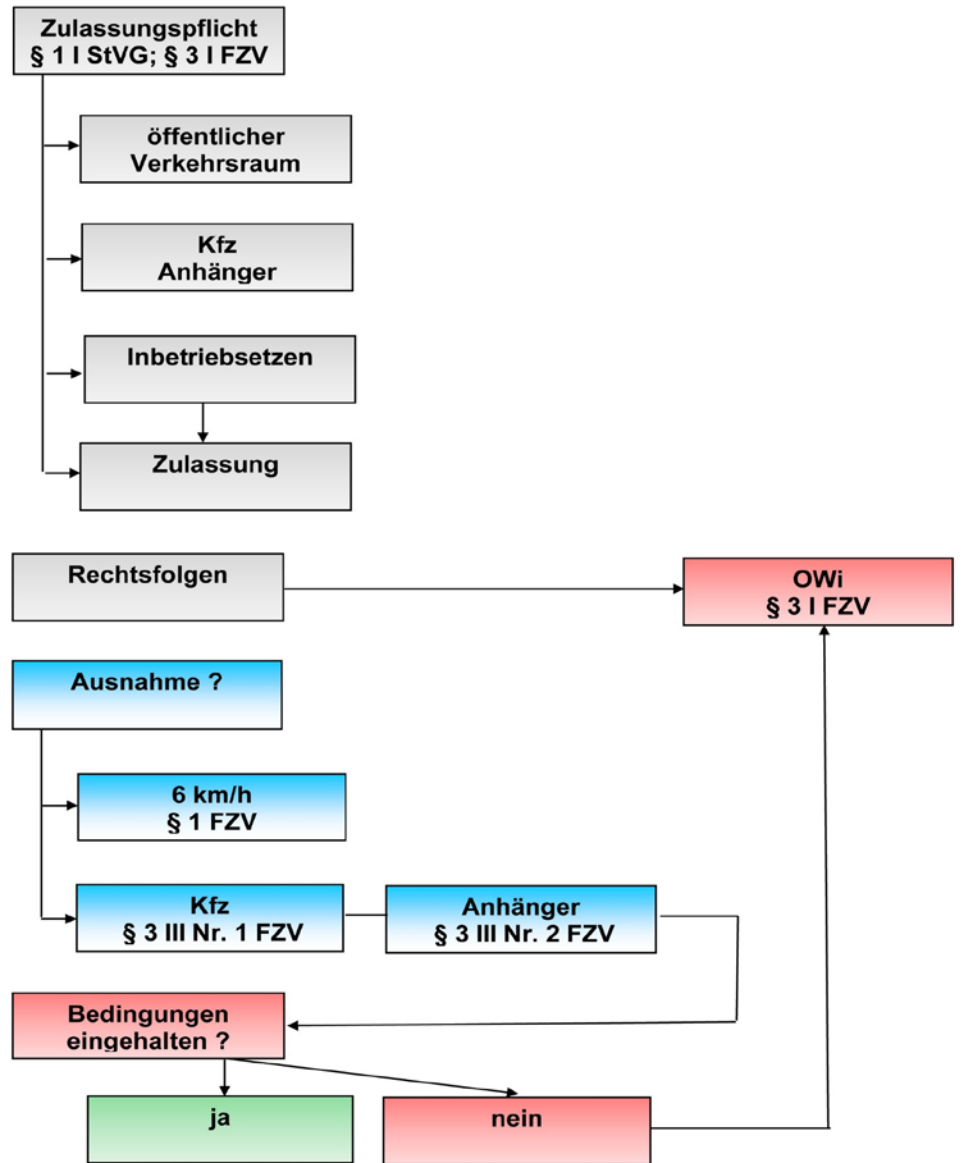 Zulassungspflicht
§ 1 I StVG; § 3 I FZV
öffentlicher
Verkehrsraum
Kfz
Anhänger
Inbetriebsetzen
Zulassung
Rechtsfolgen
OWi
§ 3 I FZV
Ausnahme ?
6 km/h
§ 1 FZV
Kfz
§ 3 III Nr. 1 FZV
Anhänger
§ 3 III Nr. 2 FZV
Bedingungen
eingehalten ?
ja
nein